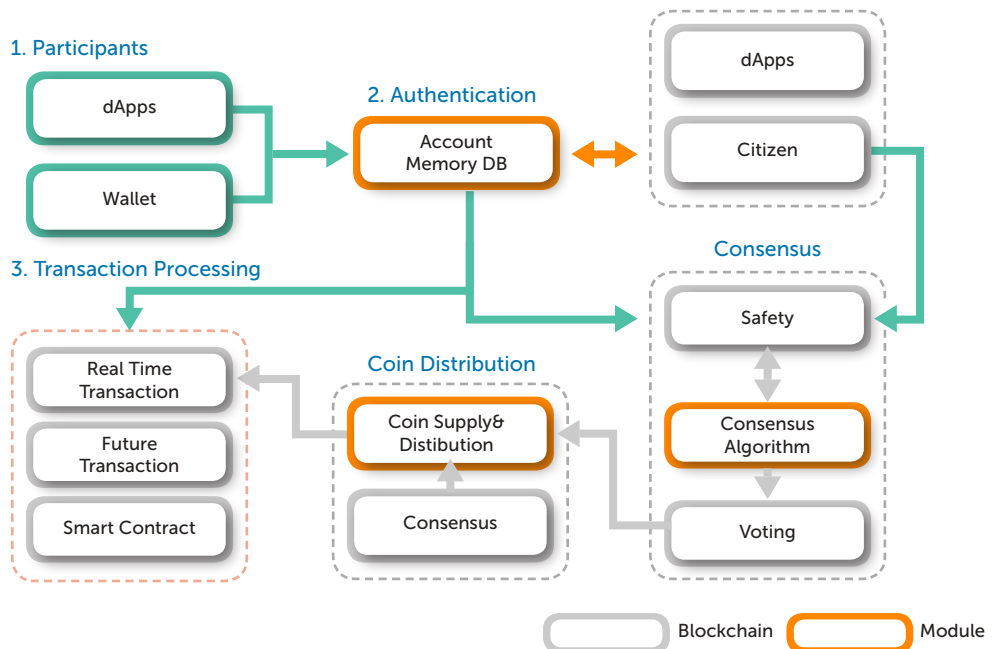 1. Participants
dApps
Wallet
2. Authentication
Account
Memory DB
dApps
Citizen
3. Transaction Processing
Real Time
Transaction
Future
Transaction
Smart Contract
Coin Distribution
Coin Supply&
Distibution
Consensus
Consensus
Safety
Consensus
Algorithm
Voting
Blockchain
Module